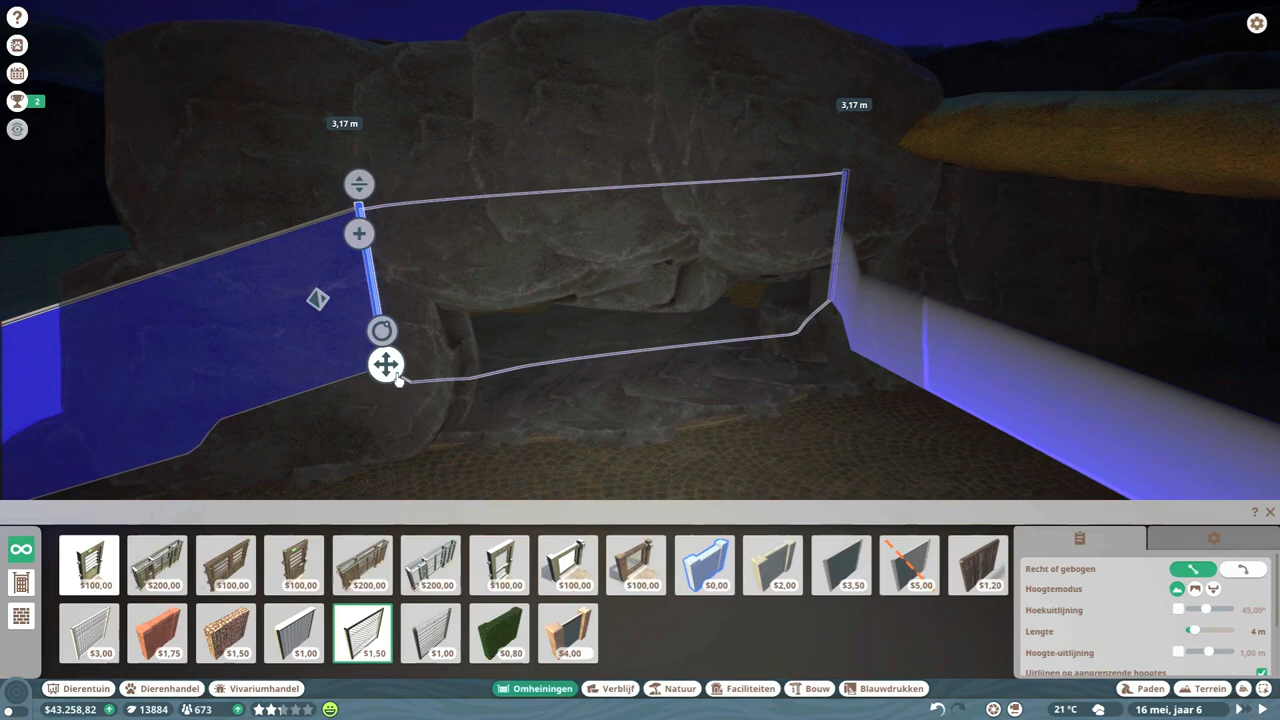 2
3,17 m
3,17 m
$100,00
$200,00
$100,00
$100,00
$200,00
$200,00
$100,00
$100,00
$100,00
$0,00
$2,00
$3,50
$5,00
$1,20
$3,00
$1,75
$1,50
$1,00
$1,50
$1,00
$0,80
$4,00
Recht of gebogen
Hoogtemodus
Hoekuitlijning 45,00°
Lengte 4 m
Hoogte-uitlijning 1,00 m
Uitlijnen op aangrenzende hoogtes
Dierentuin Dierenhandel Vivariumhandel Omheiningen Verblijf Natuur Faciliteiten Bouw Blauwdrukken Paden Terrein
$43.258,82 13884 673 21 °C 16 mei, jaar 6